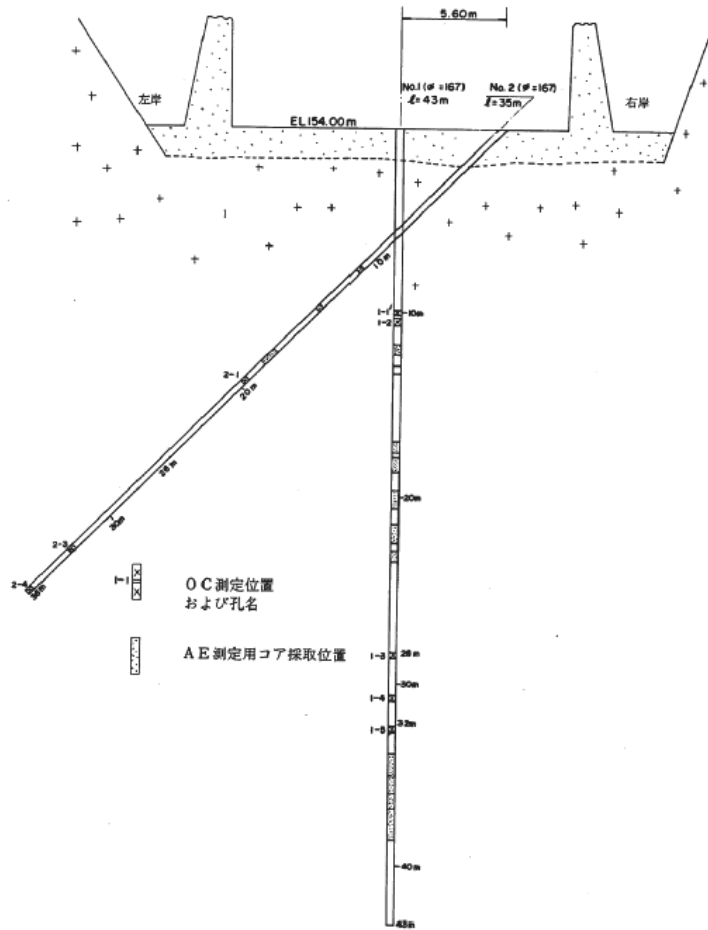 5.60m
No.1 (ø=167)
ℓ=43m
No. 2 (ø=167)
ℓ=35m
左岸
右岸
EL154.00m
10m
1-1
10m
1-2
2-1
20m
20m
30m
2-3
2-4
1-1
OC測定位置
および孔名
AE測定用コア採取位置
1-3
28m
30m
1-4
32m
1-5
40m
43m